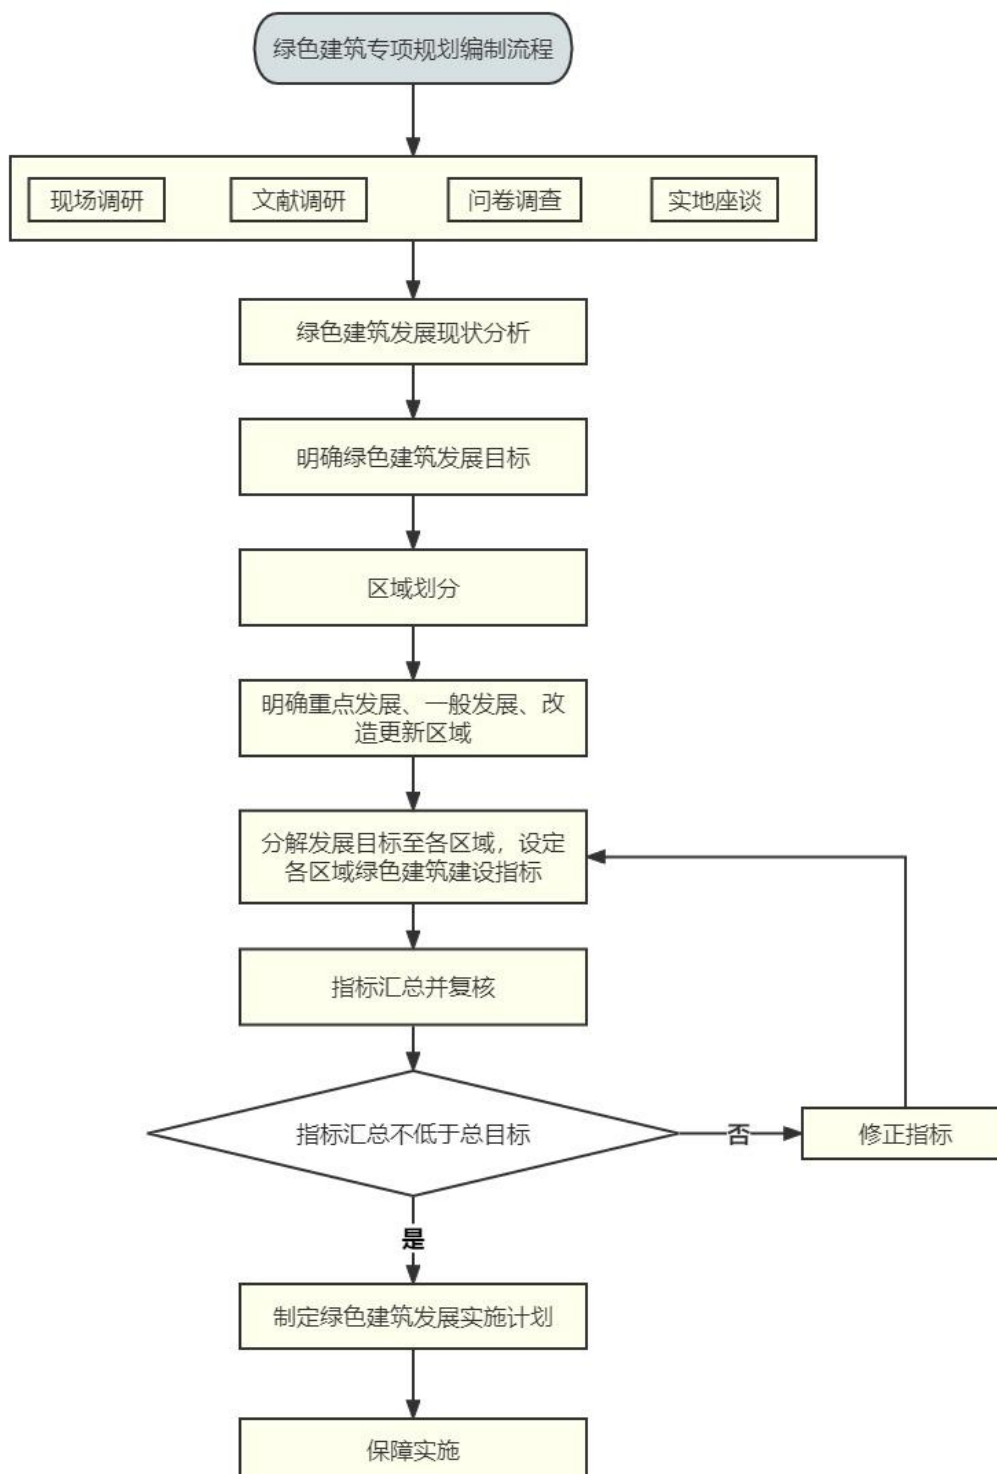 绿色建筑专项规划编制流程
现场调研
文献调研
问卷调查
实地座谈
绿色建筑发展现状分析
明确绿色建筑发展目标
区域划分
明确重点发展、一般发展、改
造更新区域
分解发展目标至各区域，设定
各区域绿色建筑建设指标
指标汇总并复核
指标汇总不低于总目标
否
修正指标
是
制定绿色建筑发展实施计划
保障实施